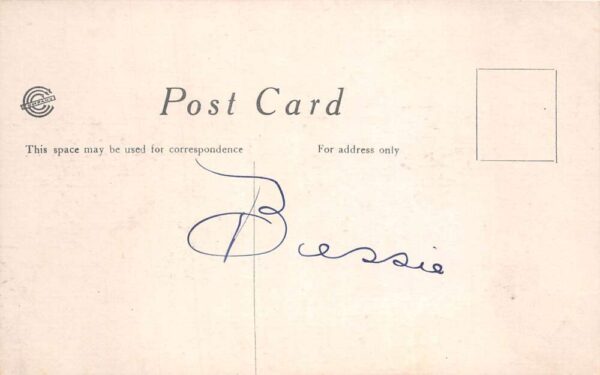 Post Card
This space may be used for correspondence
For address only
Bessie